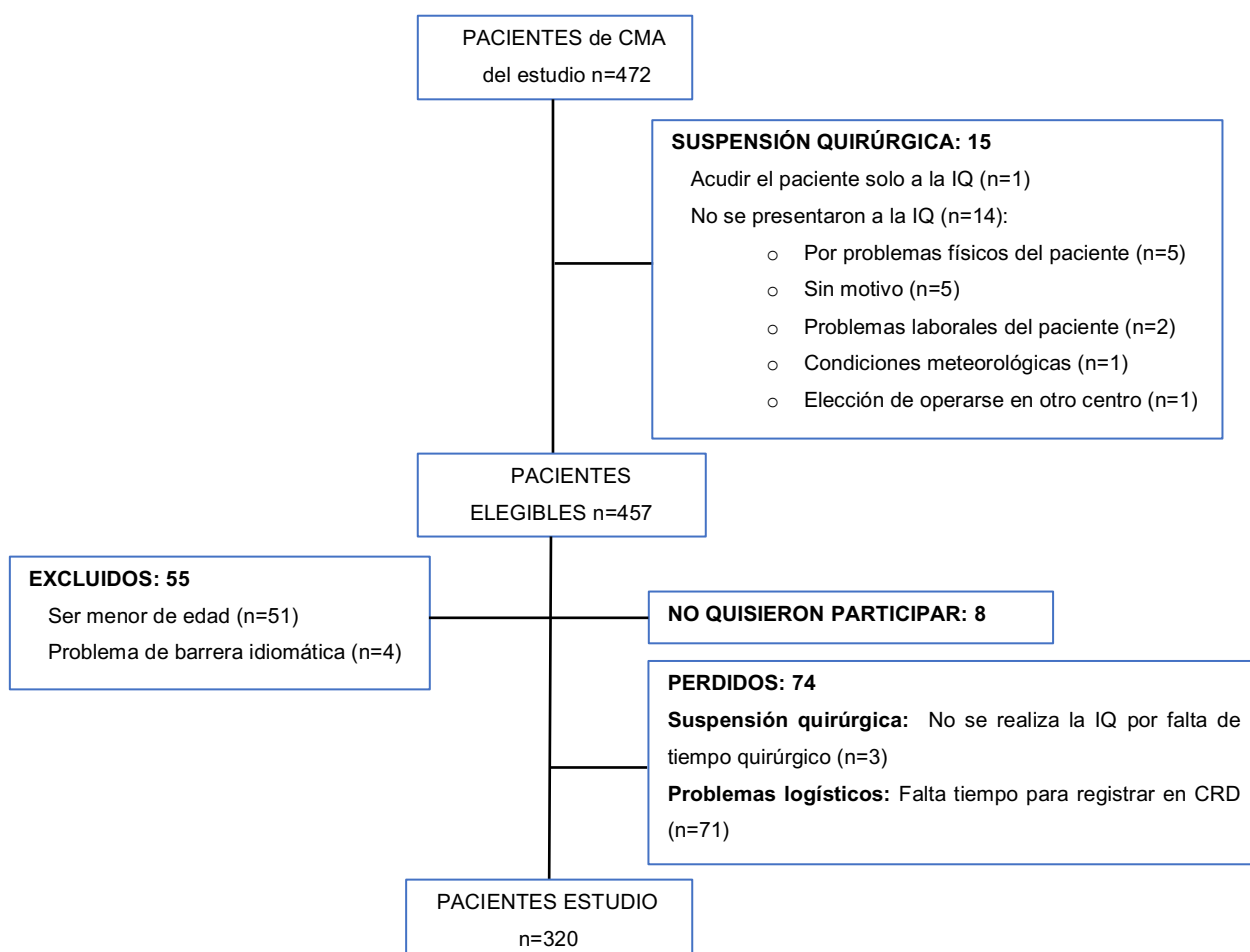 PACIENTES de CMA
del estudio n=472
SUSPENSIÓN QUIRÚRGICA: 15
Acudir el paciente solo a la IQ (n=1)
No se presentaron a la IQ (n=14):
o Por problemas físicos del paciente (n=5)
o Sin motivo (n=5)
o Problemas laborales del paciente (n=2)
o Condiciones meteorológicas (n=1)
o Elección de operarse en otro centro (n=1)
PACIENTES
ELEGIBLES n=457
EXCLUIDOS: 55
Ser menor de edad (n=51)
Problema de barrera idiomática (n=4)
NO QUISIERON PARTICIPAR: 8
PERDIDOS: 74
Suspensión quirúrgica: No se realiza la IQ por falta de
tiempo quirúrgico (n=3)
Problemas logísticos: Falta tiempo para registrar en CRD
(n=71)
PACIENTES ESTUDIO
n=320